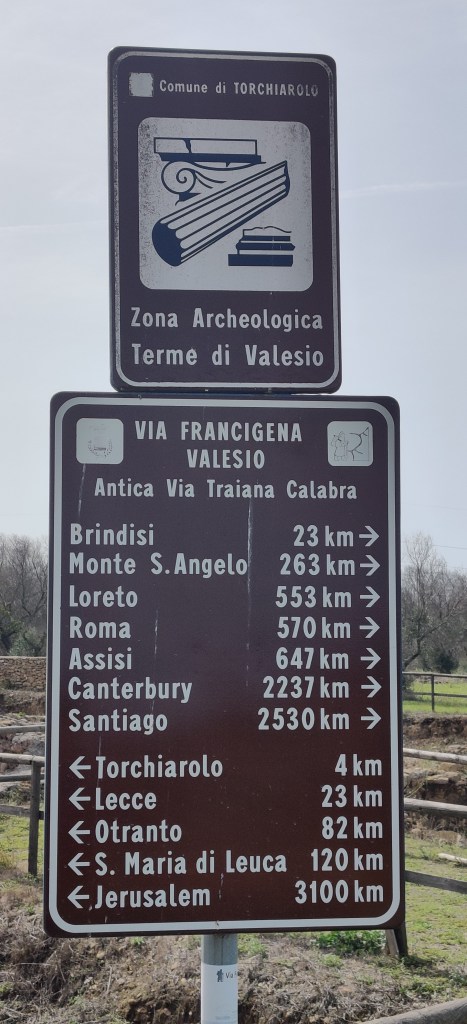 Comune di TORCHIAROLO
Zona Archeologica
Terme di Valesio
VIA FRANCIGENA
VALESIO
Antica Via Traiana Calabra
Brindisi 23 km →
Monte S.Angelo 263 km →
Loreto 553 km →
Roma 570 km →
Assisi 647 km →
Canterbury 2237 km →
Santiago 2530 km →
← Torchiarolo 4 km
← Lecce 23 km
← Otranto 82 km
← S. Maria di Leuca 120 km
← Jerusalem 3100 km
Via